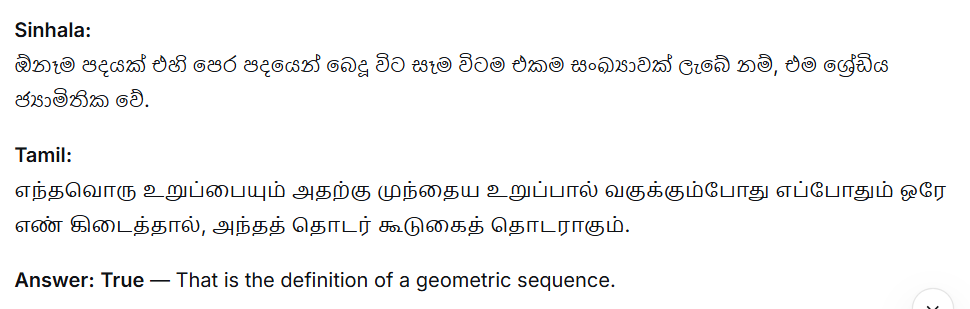 Sinhala:
ඕනෑම පදයක් එහි පෙර පදයෙන් බෙදූ විට සෑම විටම එකම සංඛ්‍යාවක් ලැබේ නම්, එම ශ්‍රේඩිය
ජ්‍යාමිතික වේ.
Tamil:
எந்தவொரு உறுப்பையும் அதற்கு முந்தைய உறுப்பால் வகுக்கும்போது எப்போதும் ஒரே
எண் கிடைத்தால், அந்தத் தொடர் கூடுகைத் தொடராகும்.
Answer: True — That is the definition of a geometric sequence.